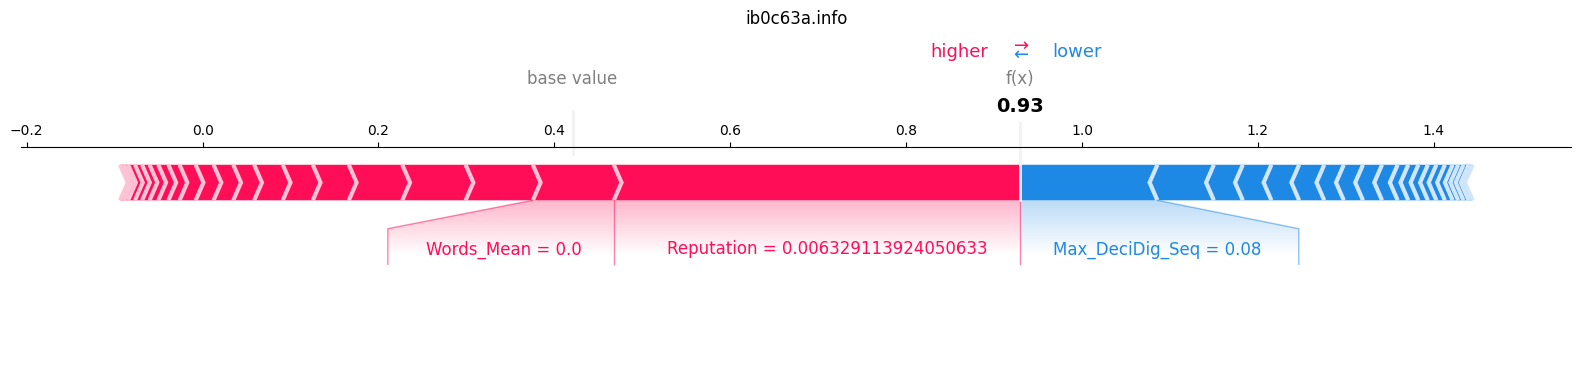 ib0c63a.info
higher ⇄ lower
base value f(x)
0.93
−0.2 0.0 0.2 0.4 0.6 0.8 1.0 1.2 1.4
Words_Mean = 0.0 Reputation = 0.006329113924050633 Max_DeciDig_Seq = 0.08